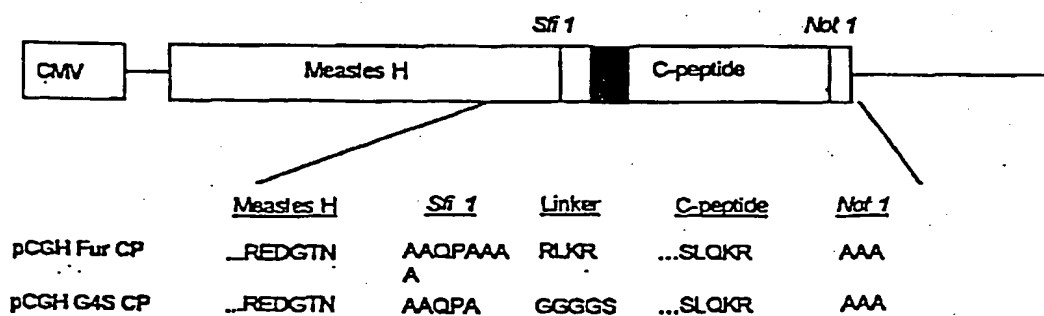 Sfi 1 Not 1
CMV Measles H C-peptide
Measles H Sfi 1 Linker C-peptide Not 1
pCGH Fur CP ...REDGTN AAQPAAA RLKR ...SLQKR AAA
A
pCGH G4S CP ...REDGTN AAQPA GGGGS ...SLQKR AAA